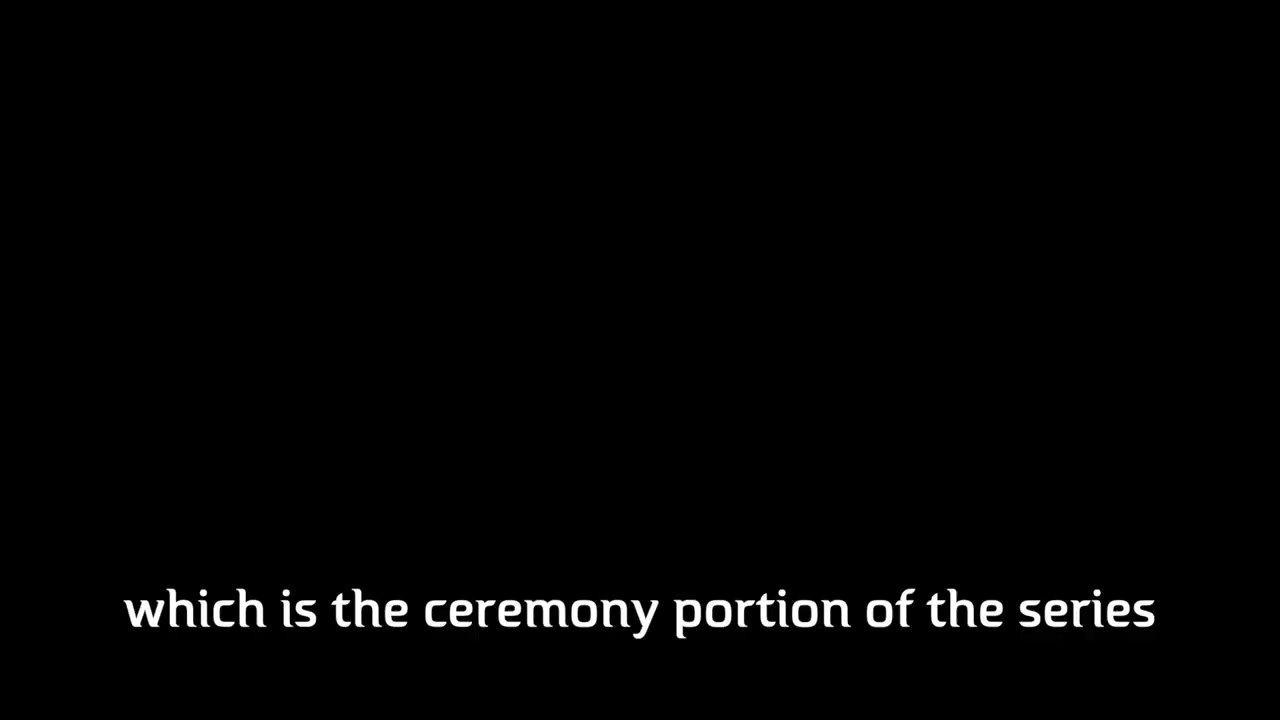 which is the ceremony portion of the series